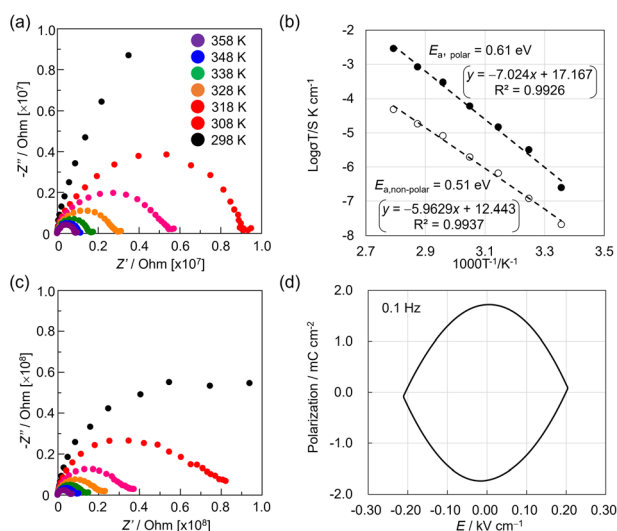 (a)
-Z'' / Ohm [x10⁷]
1.0
0.8
0.6
0.4
0.2
0
358 K
348 K
338 K
328 K
318 K
308 K
298 K
0 0.2 0.4 0.6 0.8 1.0
Z' / Ohm [x10⁷]
(b)
LogσT/S K cm⁻¹
-2
-3
-4
-5
-6
-7
-8
Eₐ, polar = 0.61 eV
y = −7.024x + 17.167
R² = 0.9926
Eₐ,non-polar = 0.51 eV
y = −5.9629x + 12.443
R² = 0.9937
2.7 2.9 3.1 3.3 3.5
1000T⁻¹/K⁻¹
(c)
-Z'' / Ohm [x10⁸]
1.0
0.8
0.6
0.4
0.2
0
0 0.2 0.4 0.6 0.8 1.0
Z' / Ohm [x10⁸]
(d)
Polarization / mC cm⁻²
2.0
1.0
0.0
-1.0
-2.0
0.1 Hz
-0.30 -0.20 -0.10 0.00 0.10 0.20 0.30
E / kV cm⁻¹